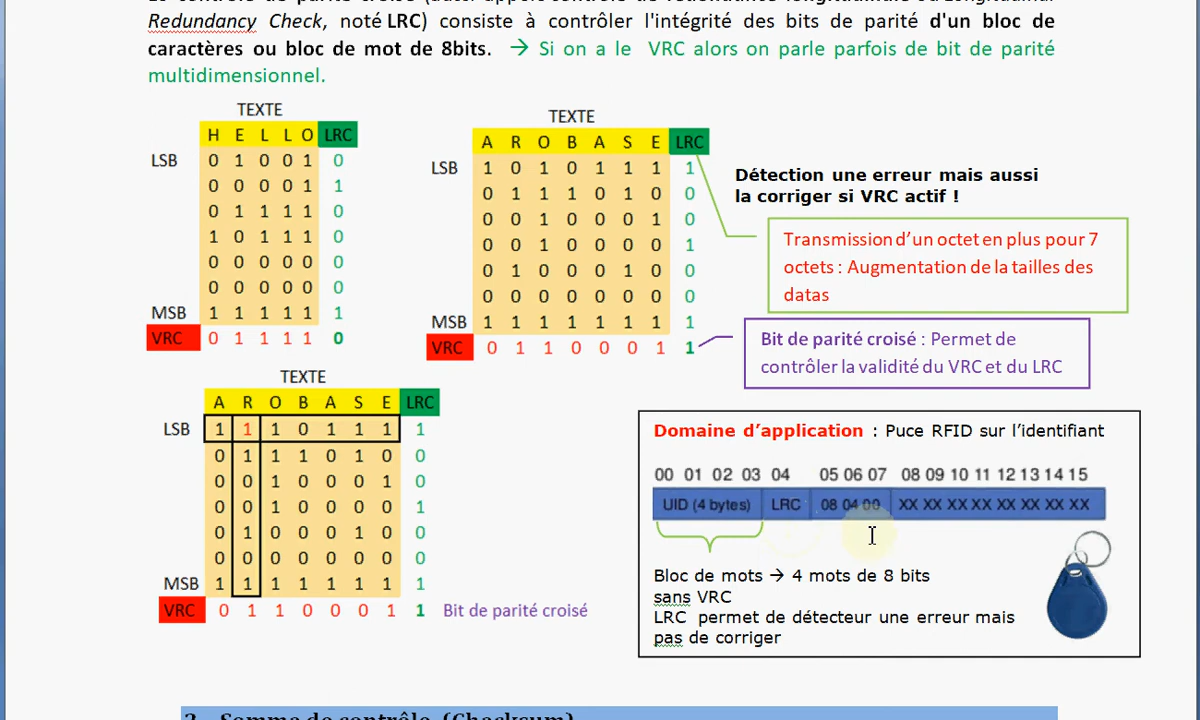 Redundancy Check, noté LRC) consiste à contrôler l'intégrité des bits de parité d'un bloc de
caractères ou bloc de mot de 8bits. → Si on a le VRC alors on parle parfois de bit de parité
multidimensionnel.
TEXTE
H E L L O LRC
LSB 0 1 0 0 1 0
0 0 0 0 1 1
0 1 1 1 1 0
1 0 1 1 1 0
0 0 0 0 0 0
0 0 0 0 0 0
MSB 1 1 1 1 1 1
VRC 0 1 1 1 1 0
TEXTE
A R O B A S E LRC
LSB 1 0 1 0 1 1 1 1
0 1 1 1 0 1 0 0
0 0 1 0 0 0 1 0
0 0 1 0 0 0 0 1
0 1 0 0 0 1 0 0
0 0 0 0 0 0 0 0
MSB 1 1 1 1 1 1 1 1
VRC 0 1 1 0 0 0 1 1
Détection une erreur mais aussi
la corriger si VRC actif !
Transmission d'un octet en plus pour 7
octets : Augmentation de la tailles des
datas
Bit de parité croisé : Permet de
contrôler la validité du VRC et du LRC
TEXTE
A R O B A S E LRC
LSB 1 1 1 0 1 1 1 1
0 1 1 1 0 1 0 0
0 0 1 0 0 0 1 0
0 0 1 0 0 0 0 1
0 1 0 0 0 1 0 0
0 0 0 0 0 0 0 0
MSB 1 1 1 1 1 1 1 1
VRC 0 1 1 0 0 0 1 1 Bit de parité croisé
Domaine d'application : Puce RFID sur l'identifiant
00 01 02 03 04 05 06 07 08 09 10 11 12 13 14 15
UID (4 bytes) LRC 08 04 00 XX XX XX XX XX XX XX XX
Bloc de mots → 4 mots de 8 bits
sans VRC
LRC permet de détecteur une erreur mais
pas de corriger
2. Somme de contrôle (Checksum)